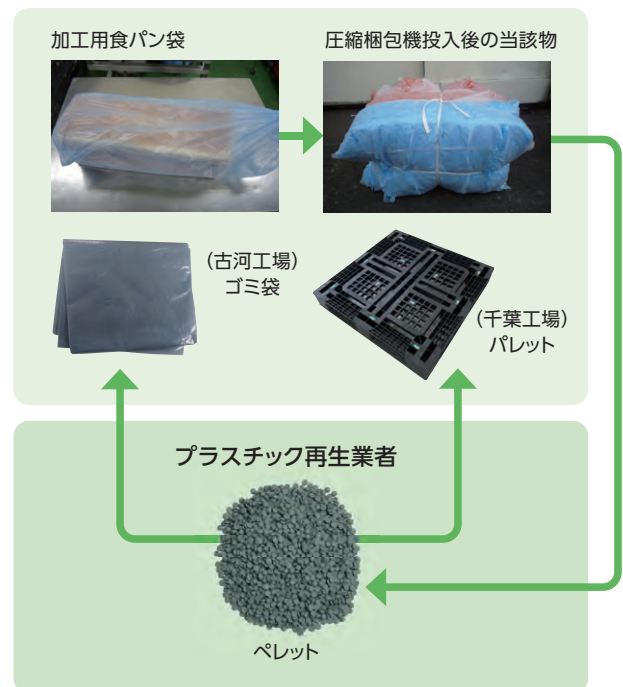 加工用食パン袋
圧縮梱包機投入後の当該物
(古河工場)
ゴミ袋
(千葉工場)
パレット
プラスチック再生業者
ペレット